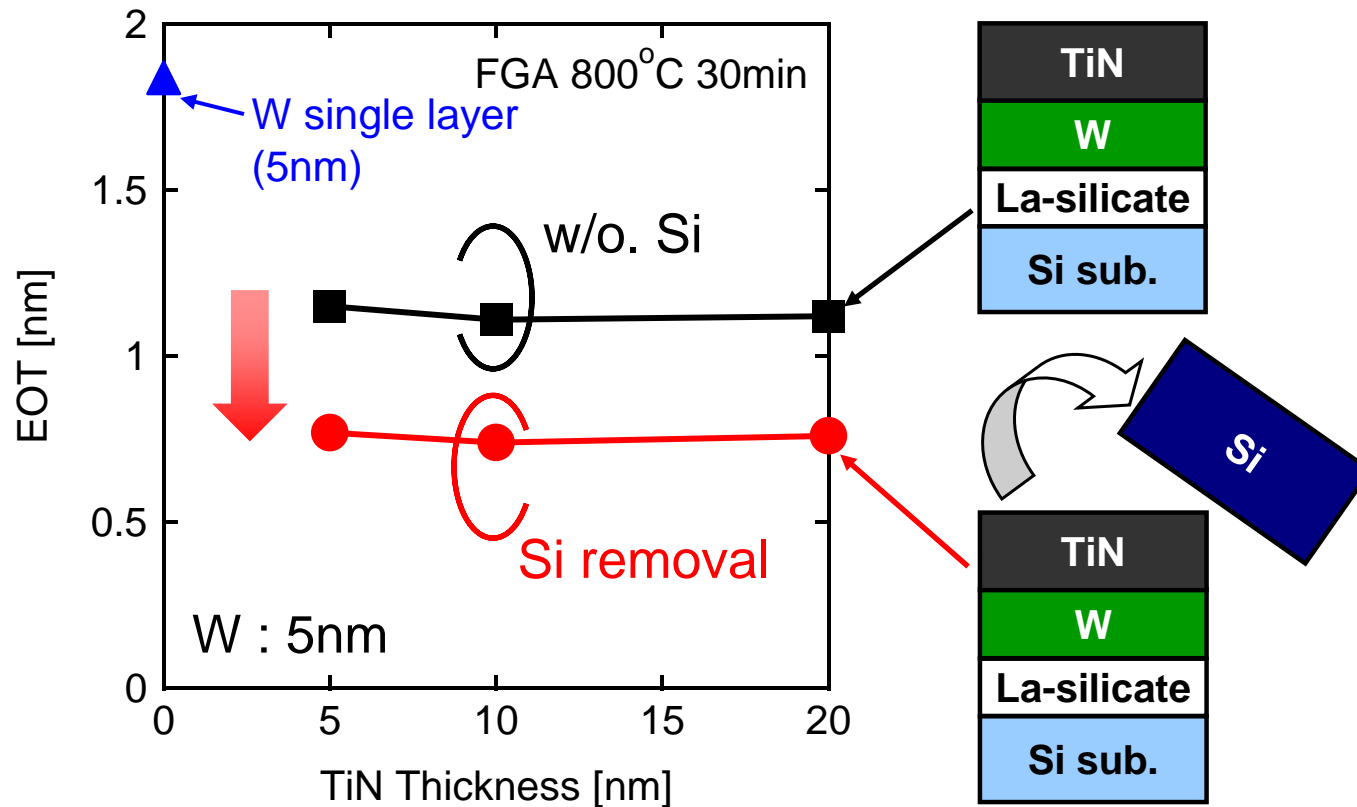 2
1.5
1
0.5
0
EOT [nm]
0
5
10
15
20
TiN Thickness [nm]
FGA 800°C 30min
W single layer
(5nm)
w/o. Si
Si removal
W : 5nm
TiN
W
La-silicate
Si sub.
Si
TiN
W
La-silicate
Si sub.